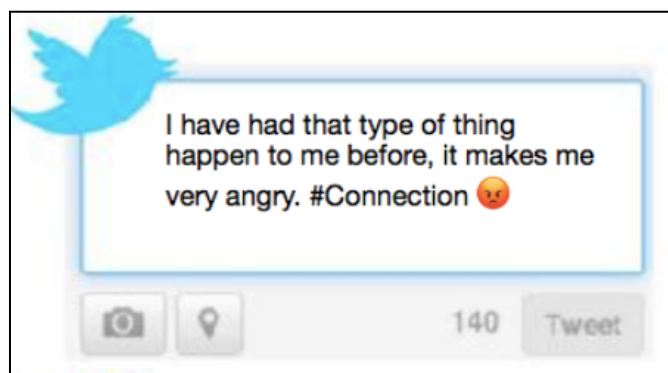 I have had that type of thing
happen to me before, it makes me
very angry. #Connection 😡
140 Tweet